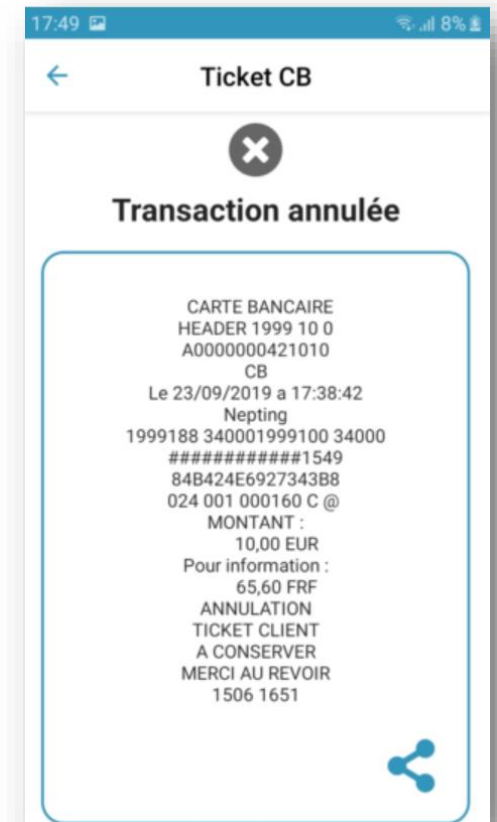 17:49 8%
Ticket CB
Transaction annulée
CARTE BANCAIRE
HEADER 1999 10 0
A0000000421010
CB
Le 23/09/2019 a 17:38:42
Nepting
1999188 340001999100 34000
############1549
84B424E6927343B8
024 001 000160 C @
MONTANT :
10,00 EUR
Pour information :
65,60 FRF
ANNULATION
TICKET CLIENT
A CONSERVER
MERCI AU REVOIR
1506 1651